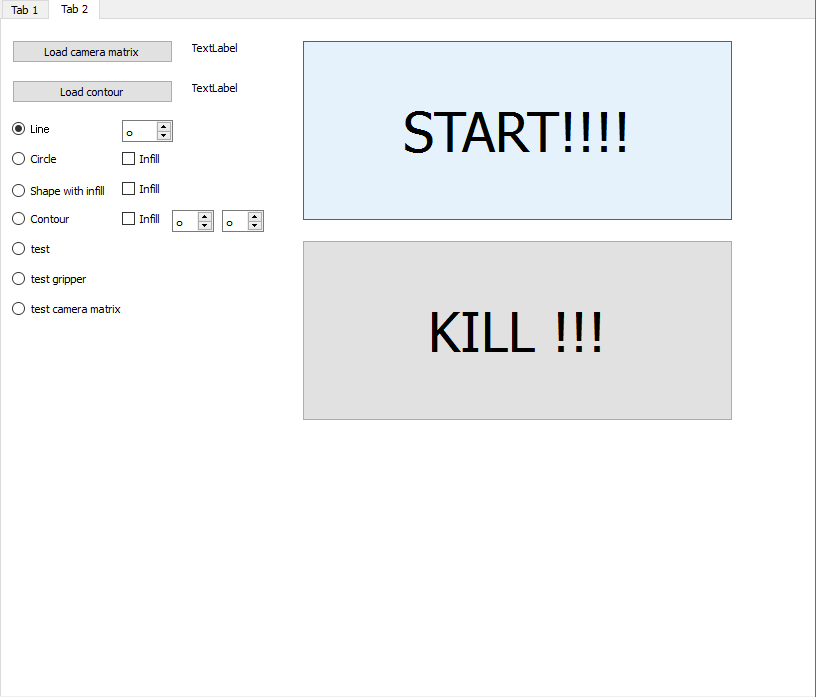 Tab 1 Tab 2
Load camera matrix TextLabel
Load contour TextLabel
START!!!!
Line 0
Circle Infill
Shape with infill Infill
Contour Infill 0 0
test
test gripper
test camera matrix
KILL !!!